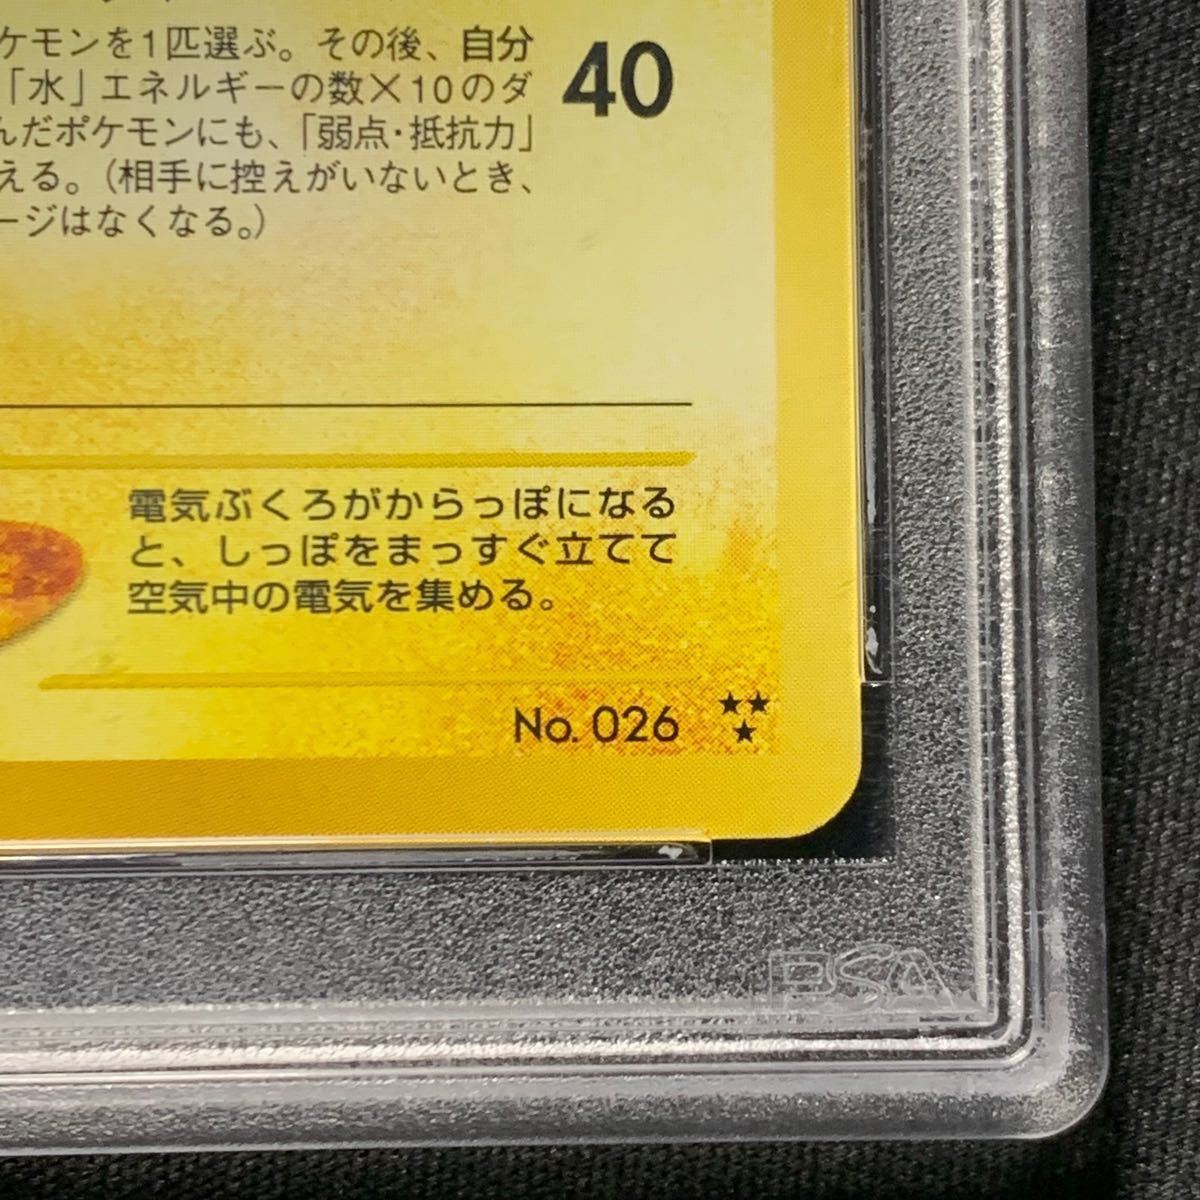 ケモンを1匹選ぶ。その後、自分
「水」エネルギーの数×10のダ
んだポケモンにも、「弱点・抵抗力」
える。(相手に控えがいないとき、
ージはなくなる。)
40
電気ぶくろがからっぽになる
と、しっぽをまっすぐ立てて
空気中の電気を集める。
No. 026 ★★★
PSA